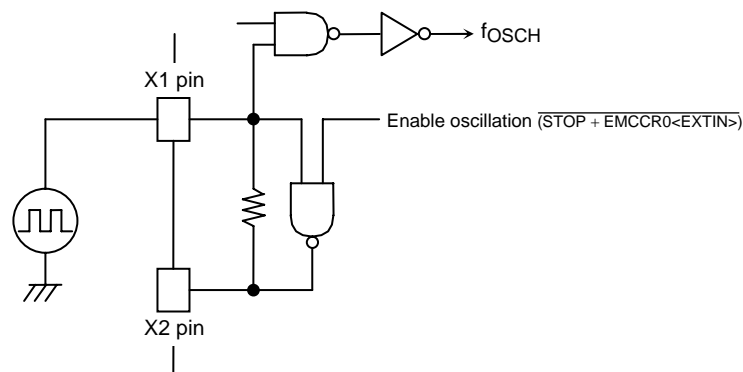 fOSCH
X1 pin
Enable oscillation (STOP + EMCCR0<EXTIN>)
X2 pin